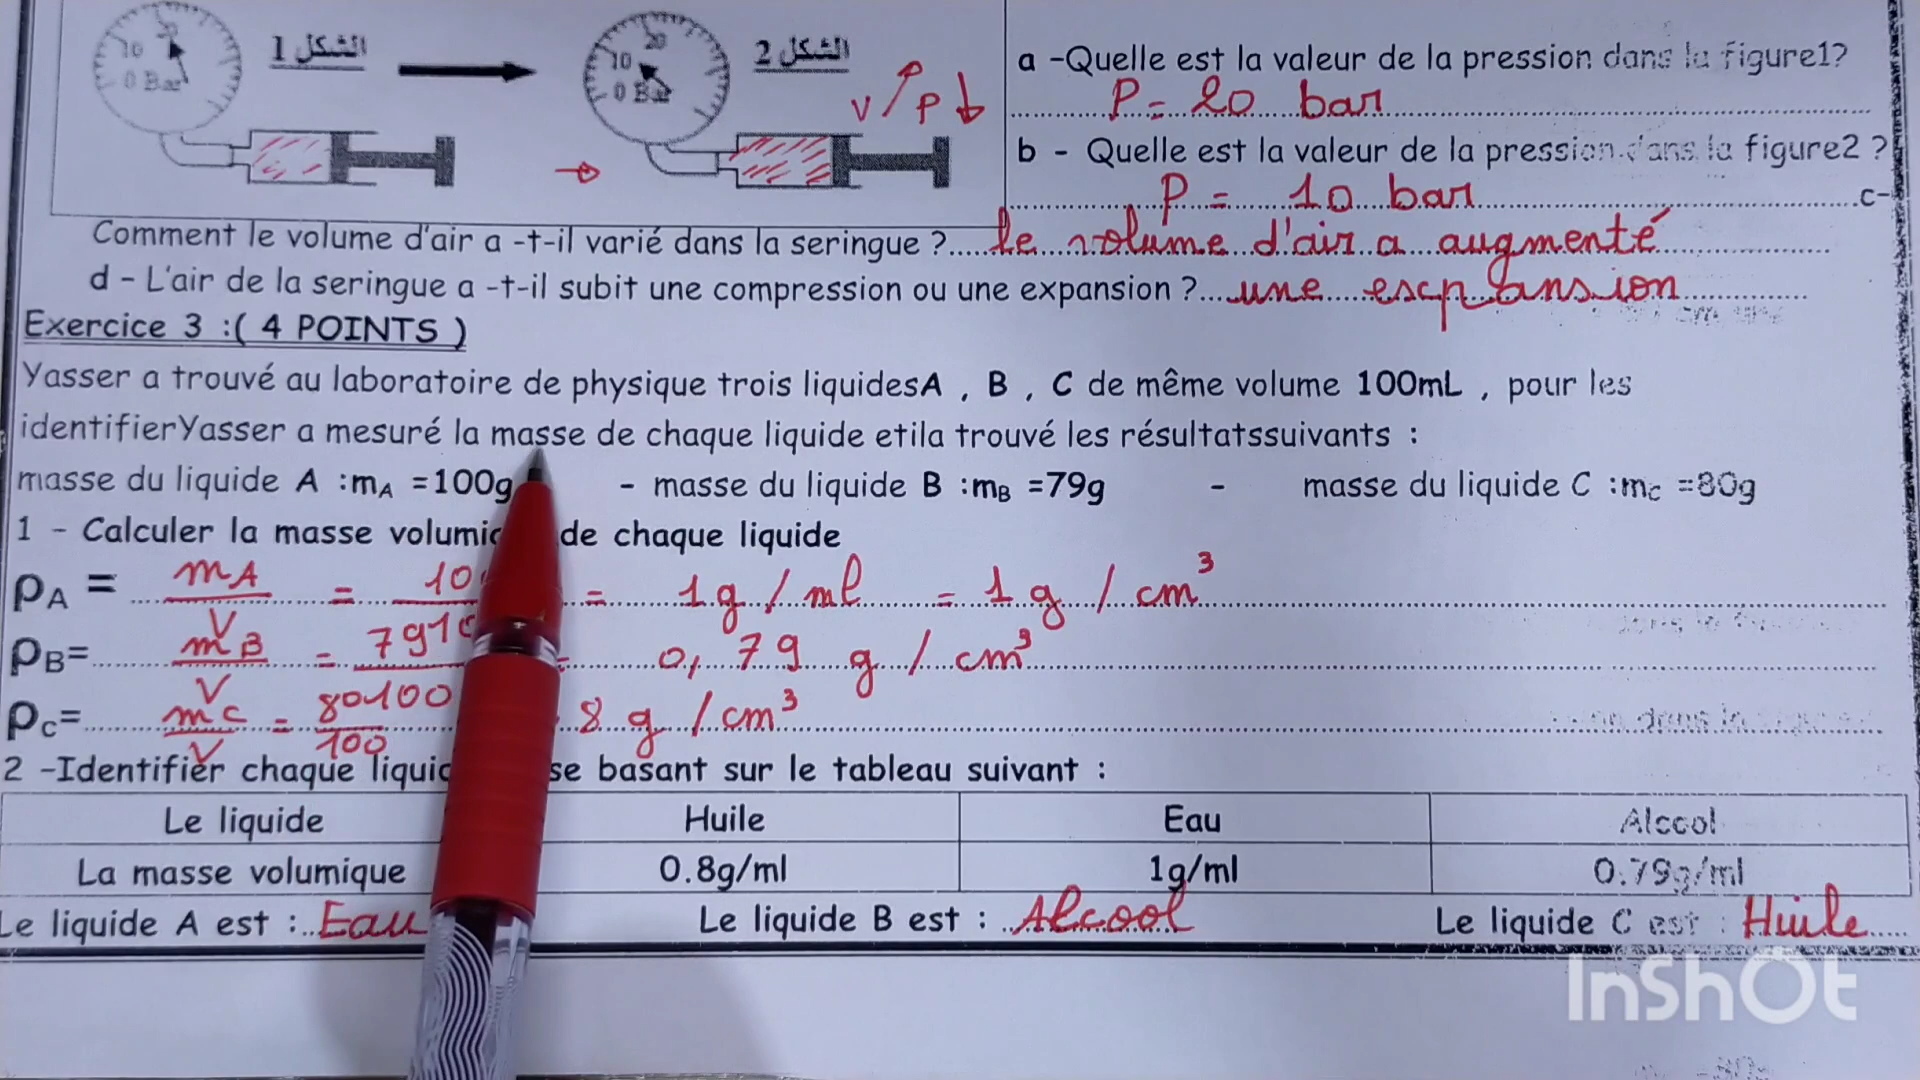 20
10
0 Bar
الشكل 1
20
10
0 Bar
الشكل 2
V P
a -Quelle est la valeur de la pression dans la figure1?
P = 20 bar
b - Quelle est la valeur de la pression dans la figure2 ?
P = 10 bar c-
Comment le volume d'air a -t-il varié dans la seringue ?....le volume d'air a augmenté
d - L'air de la seringue a -t-il subit une compression ou une expansion ?...une expansion
Exercice 3 :( 4 POINTS )
Yasser a trouvé au laboratoire de physique trois liquidesA , B , C de même volume 100mL , pour les
identifierYasser a mesuré la masse de chaque liquide etila trouvé les résultatssuivants :
masse du liquide A :mA =100g - masse du liquide B :mB =79g - masse du liquide C :mc =80g
1 - Calculer la masse volumi de chaque liquide
ρA = mA/V = = 1g/ml = 1g/cm³
ρB= mB/V = 0,79 g/cm³
ρC= mC/V = 8 g/cm³
2 -Identifier chaque se basant sur le tableau suivant :
Le liquide Huile Eau Alcool
La masse volumique 0.8g/ml 1g/ml 0.79g/ml
Le liquide A est :..Eau Le liquide B est : ..Alcool Le liquide C est : Huile.....
InShOt